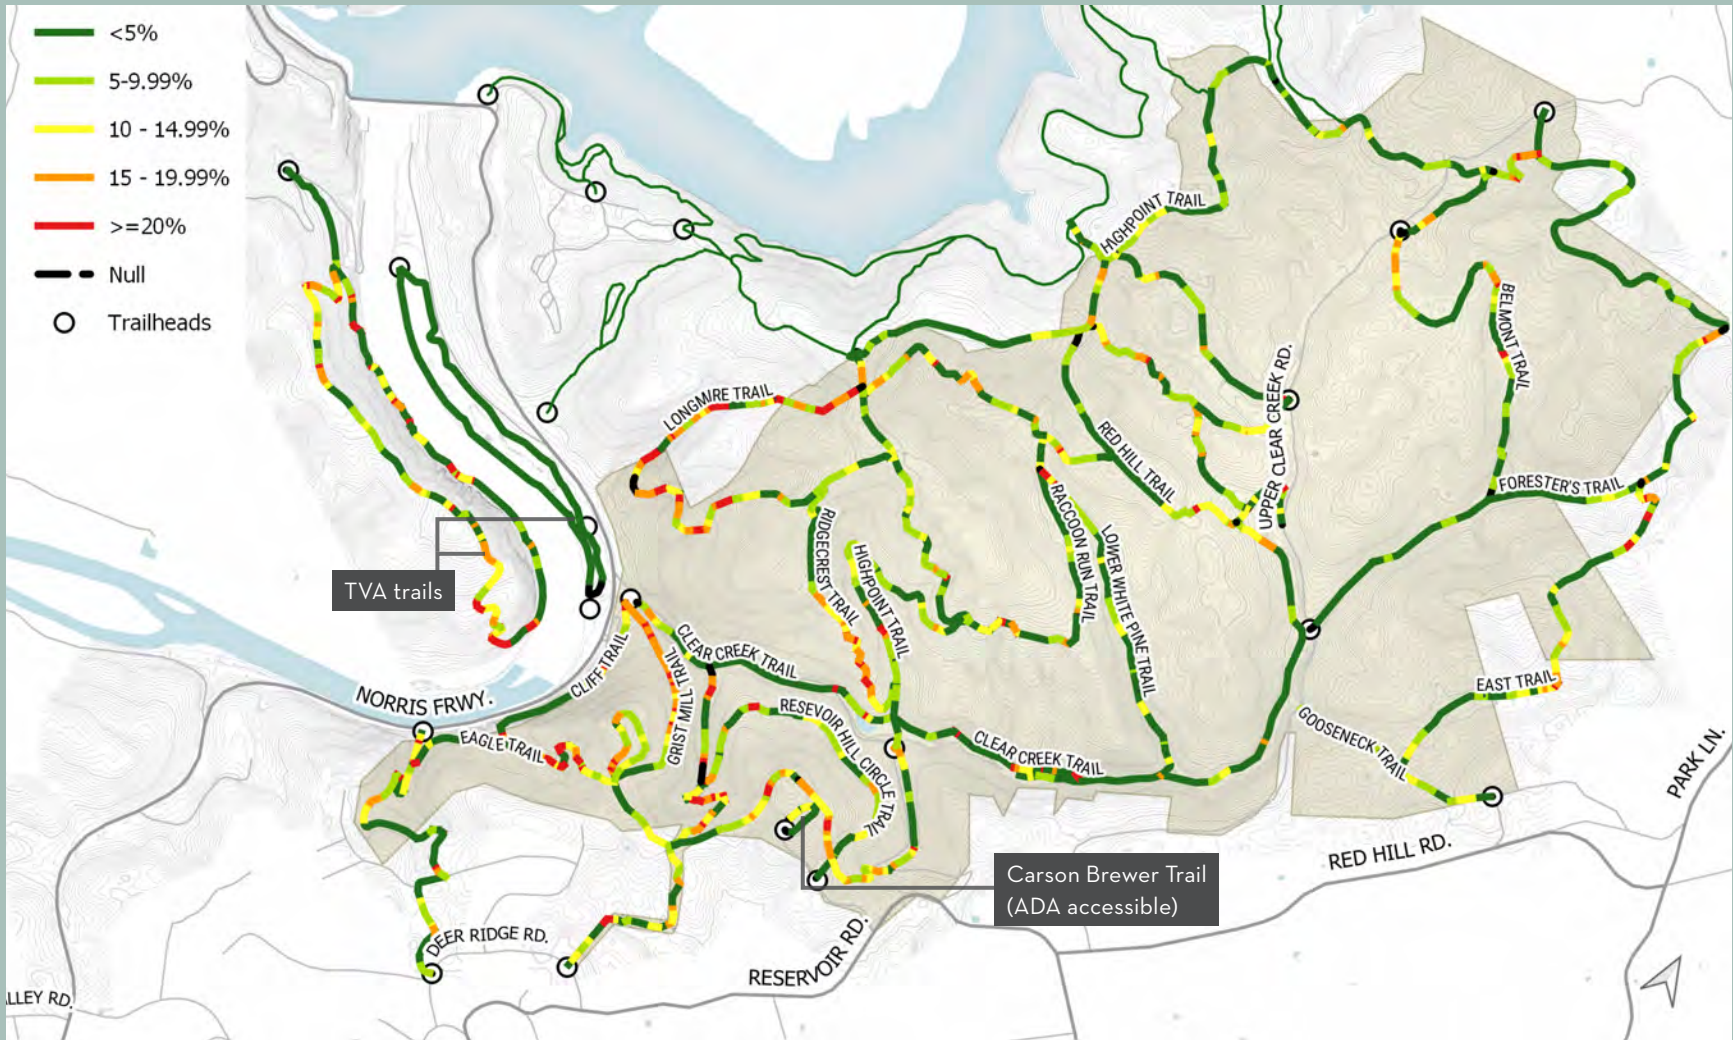 <5%
5-9.99%
10 - 14.99%
15 - 19.99%
>=20%
Null
Trailheads
HIGHPOINT TRAIL
LONGMIRE TRAIL
BELMONT TRAIL
UPPER CLEAR CREEK RD.
RED HILL TRAIL
FORESTER'S TRAIL
RACCOON RUN TRAIL
LOWER WHITE PINE TRAIL
RIDGECREST TRAIL
HIGHPOINT TRAIL
TVA trails
CLIFF TRAIL
CLEAR CREEK TRAIL
GRIST MILL TRAIL
NORRIS FRWY.
EAGLE TRAIL
RESEVOIR HILL CIRCLE TRAIL
CLEAR CREEK TRAIL
EAST TRAIL
GOOSENECK TRAIL
PARK LN.
RED HILL RD.
Carson Brewer Trail
(ADA accessible)
DEER RIDGE RD.
RESERVOIR RD.
ALLEY RD.